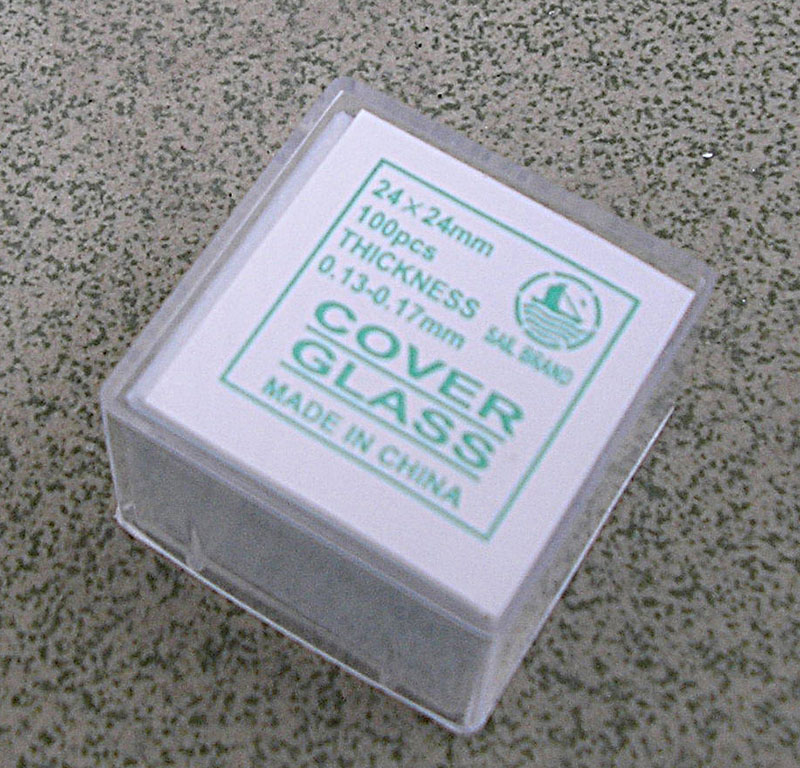 24×24mm
100pcs
THICKNESS
0.13-0.17mm
SAIL BRAND
COVER
GLASS
MADE IN CHINA